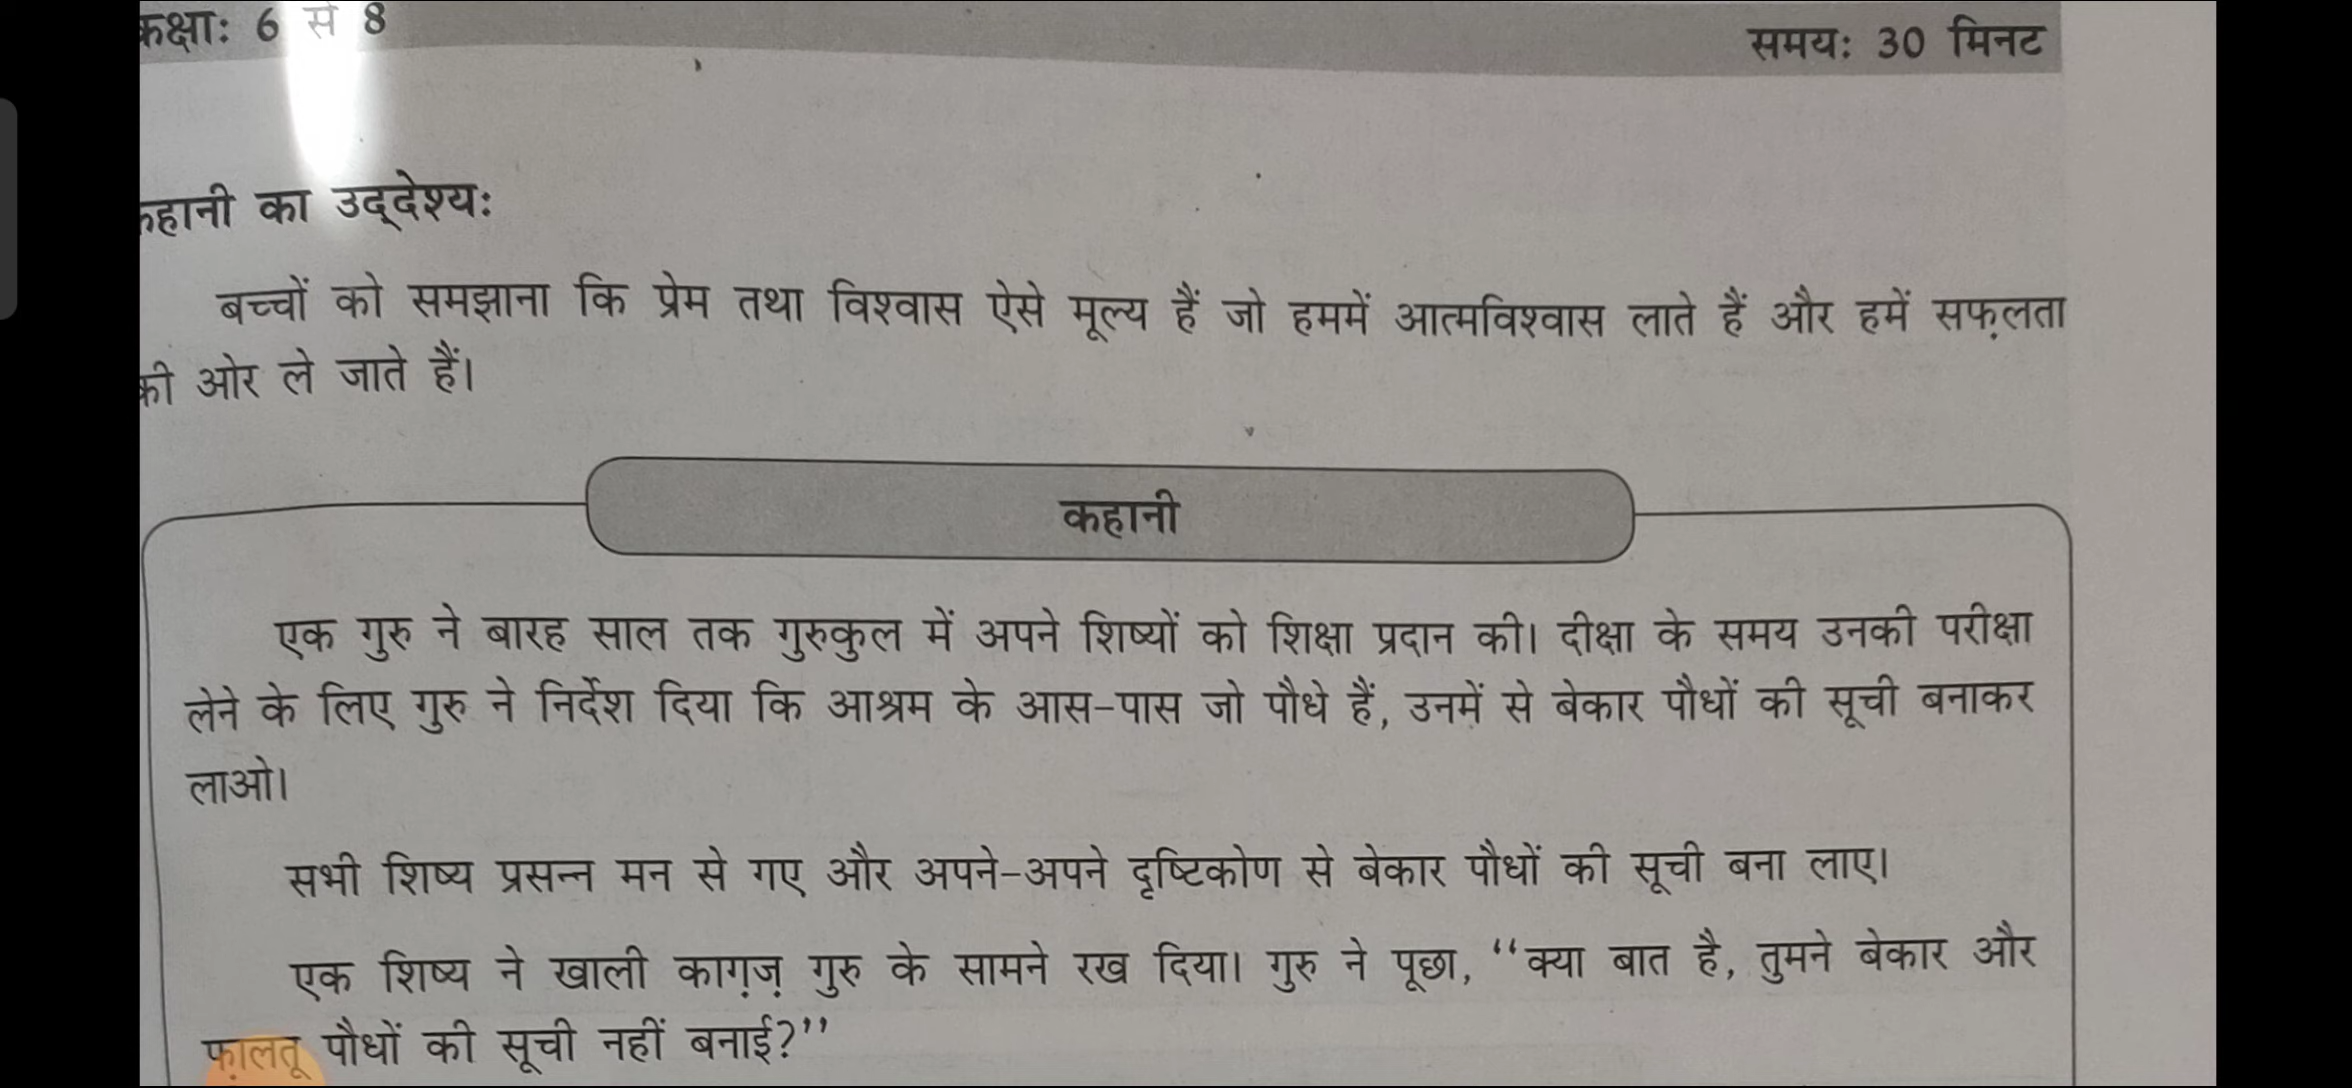 कक्षाः 6 से 8
समयः 30 मिनट
कहानी का उद्देश्यः
बच्चों को समझाना कि प्रेम तथा विश्वास ऐसे मूल्य हैं जो हममें आत्मविश्वास लाते हैं और हमें सफ़लता
की ओर ले जाते हैं।
कहानी
एक गुरु ने बारह साल तक गुरुकुल में अपने शिष्यों को शिक्षा प्रदान की। दीक्षा के समय उनकी परीक्षा
लेने के लिए गुरु ने निर्देश दिया कि आश्रम के आस-पास जो पौधे हैं, उनमें से बेकार पौधों की सूची बनाकर
लाओ।
सभी शिष्य प्रसन्न मन से गए और अपने-अपने दृष्टिकोण से बेकार पौधों की सूची बना लाए।
एक शिष्य ने खाली काग़ज़ गुरु के सामने रख दिया। गुरु ने पूछा, “क्या बात है, तुमने बेकार और
फ़ालतू पौधों की सूची नहीं बनाई?”